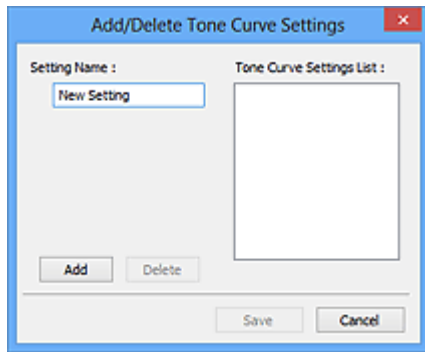 Add/Delete Tone Curve Settings
Setting Name :
Tone Curve Settings List :
New Setting
Add
Delete
Save
Cancel